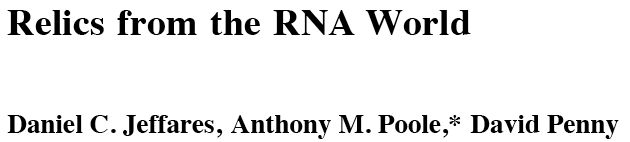 Relics from the RNA World
Daniel C. Jeffares, Anthony M. Poole,* David Penny